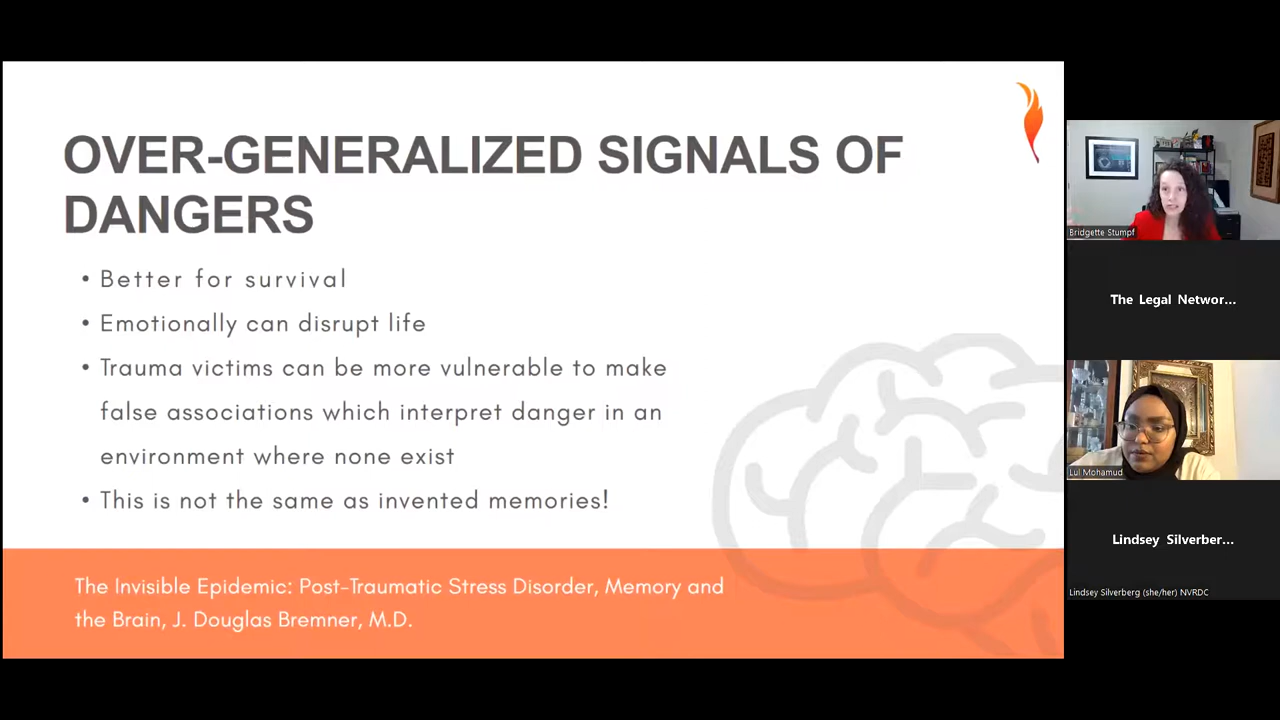 OVER-GENERALIZED SIGNALS OF
DANGERS
• Better for survival
• Emotionally can disrupt life
• Trauma victims can be more vulnerable to make
false associations which interpret danger in an
environment where none exist
• This is not the same as invented memories!
The Invisible Epidemic: Post-Traumatic Stress Disorder, Memory and
the Brain, J. Douglas Bremner, M.D.
Bridgette Stumpf
The Legal Networ...
Lul Mohamud
Lindsey Silverber...
Lindsey Silverberg (she/her) NVRDC